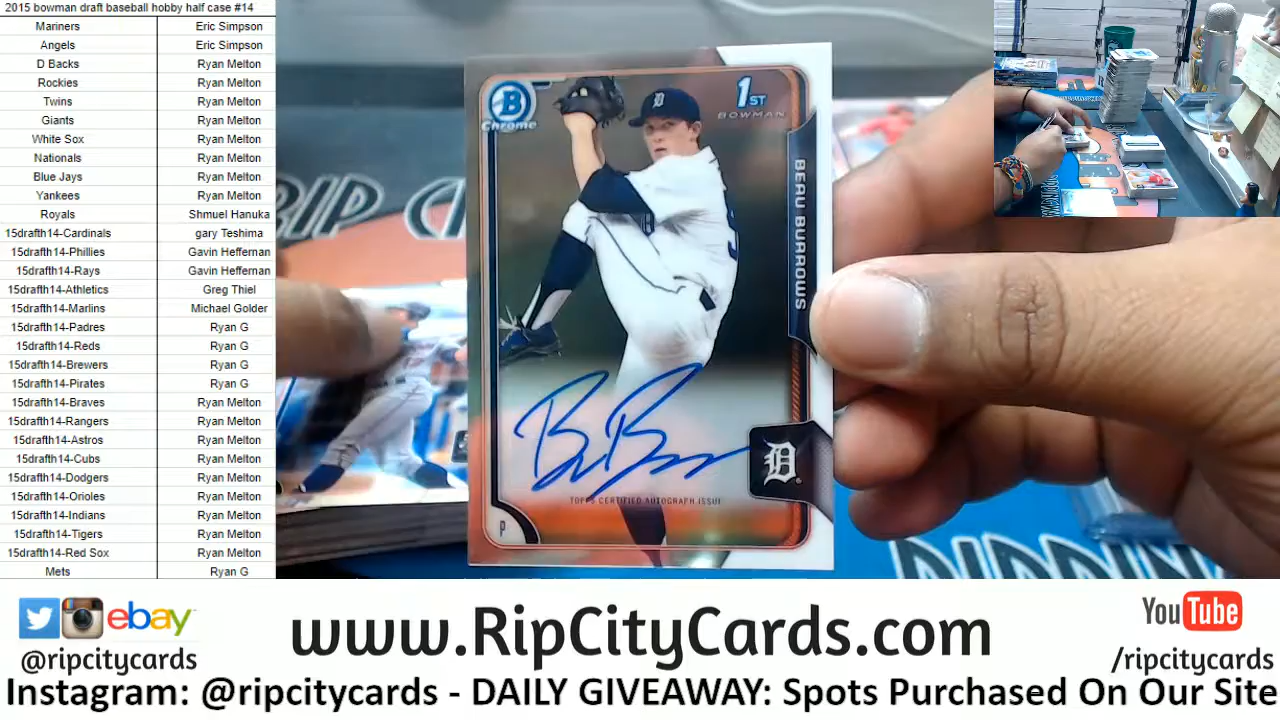 2015 bowman draft baseball hobby half case #14
Mariners Eric Simpson
Angels Eric Simpson
D Backs Ryan Melton
Rockies Ryan Melton
Twins Ryan Melton
Giants Ryan Melton
White Sox Ryan Melton
Nationals Ryan Melton
Blue Jays Ryan Melton
Yankees Ryan Melton
Royals Shmuel Hanuka
15drafth14-Cardinals gary Teshima
15drafth14-Phillies Gavin Heffernan
15drafth14-Rays Gavin Heffernan
15drafth14-Athletics Greg Thiel
15drafth14-Marlins Michael Golder
15drafth14-Padres Ryan G
15drafth14-Reds Ryan G
15drafth14-Brewers Ryan G
15drafth14-Pirates Ryan G
15drafth14-Braves Ryan Melton
15drafth14-Rangers Ryan Melton
15drafth14-Astros Ryan Melton
15drafth14-Cubs Ryan Melton
15drafth14-Dodgers Ryan Melton
15drafth14-Orioles Ryan Melton
15drafth14-Indians Ryan Melton
15drafth14-Tigers Ryan Melton
15drafth14-Red Sox Ryan Melton
Mets Ryan G
RIP
B
Chrome
D
1ST
BOWMAN
BEAU BURROWS
D
TOPPS CERTIFIED AUTOGRAPH ISSUE
P
ebay
@ripcitycards
www.RipCityCards.com
YouTube
/ripcitycards
Instagram: @ripcitycards - DAILY GIVEAWAY: Spots Purchased On Our Site